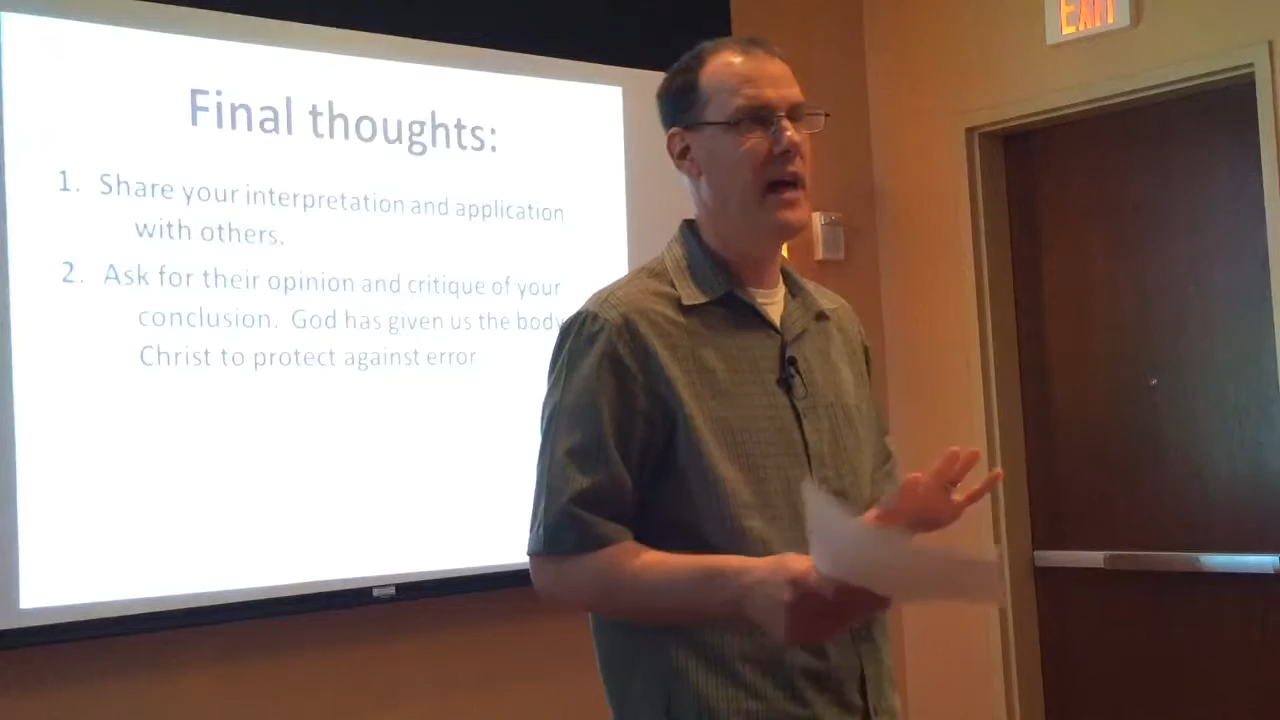 EXIT
Final thoughts:
1. Share your interpretation and application
with others.
2. Ask for their opinion and critique of your
conclusion. God has given us the body
Christ to protect against error